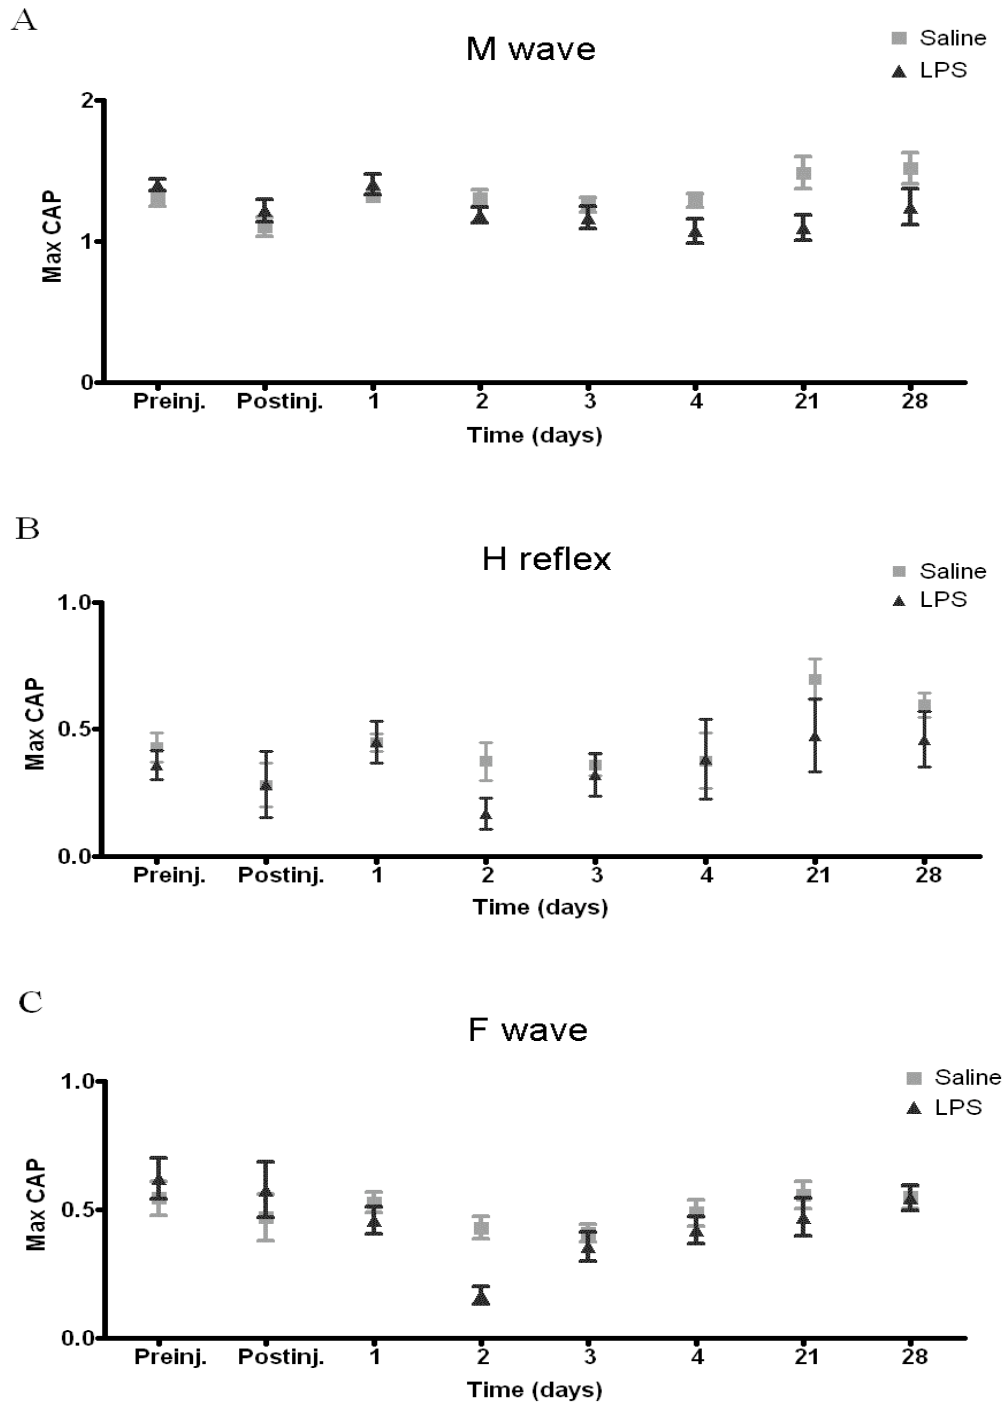 A
M wave
Saline
LPS
2
1
0
Max CAP
Preinj. Postinj. 1 2 3 4 21 28
Time (days)
B
H reflex
Saline
LPS
1.0
0.5
0.0
Max CAP
Preinj. Postinj. 1 2 3 4 21 28
Time (days)
C
F wave
Saline
LPS
1.0
0.5
0.0
Max CAP
Preinj. Postinj. 1 2 3 4 21 28
Time (days)